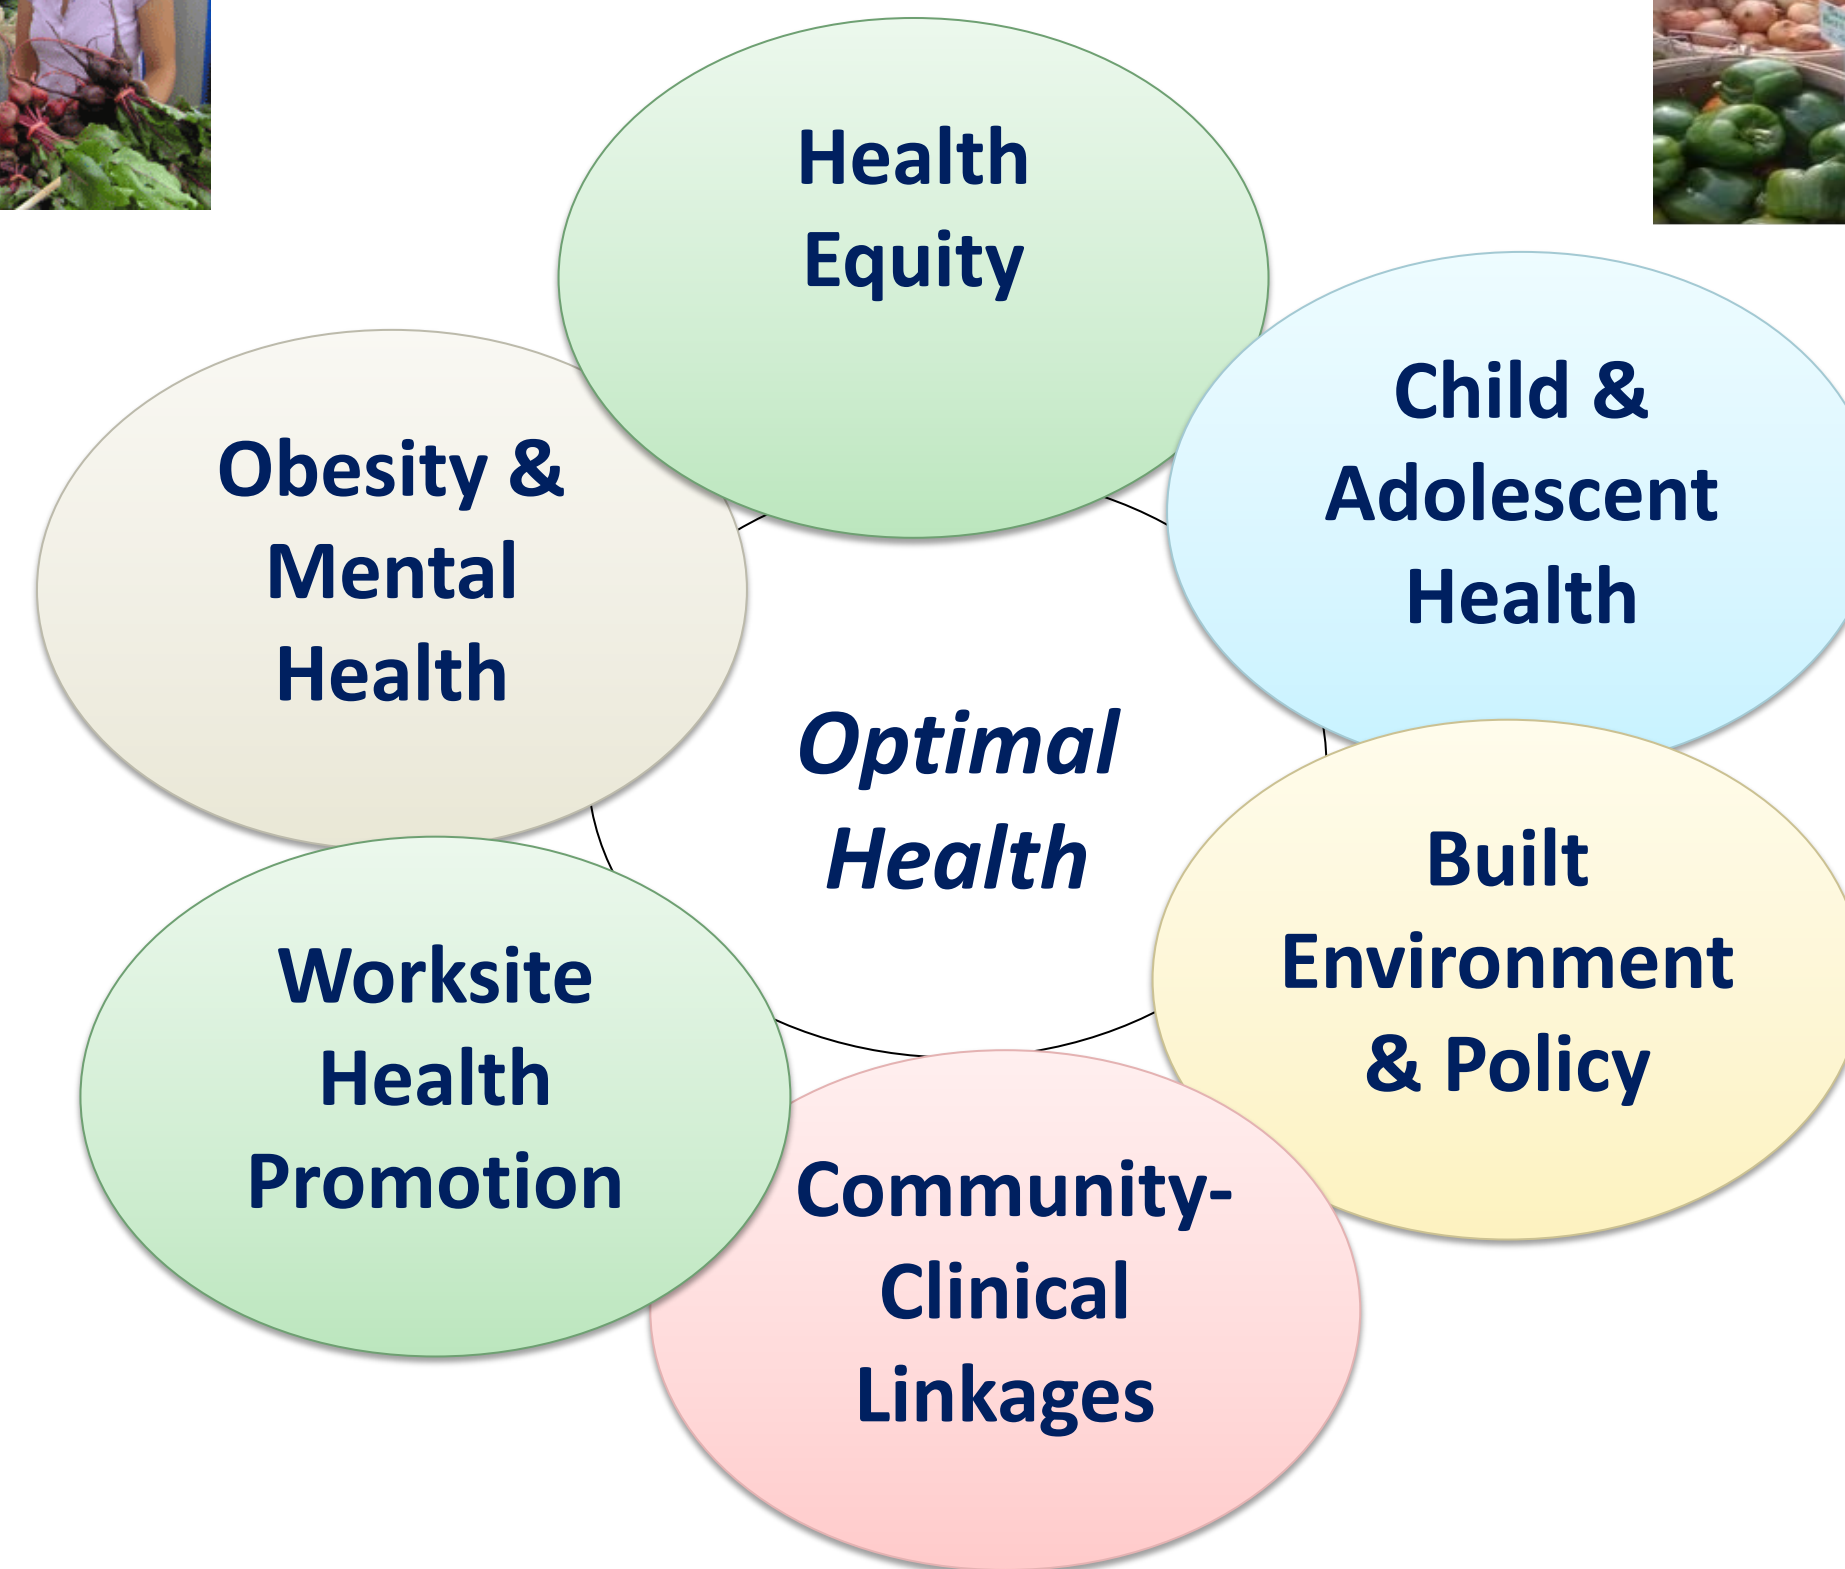 Health
Equity
Child &
Adolescent
Health
Obesity &
Mental
Health
Optimal
Health
Built
Environment
& Policy
Worksite
Health
Promotion
Community-
Clinical
Linkages